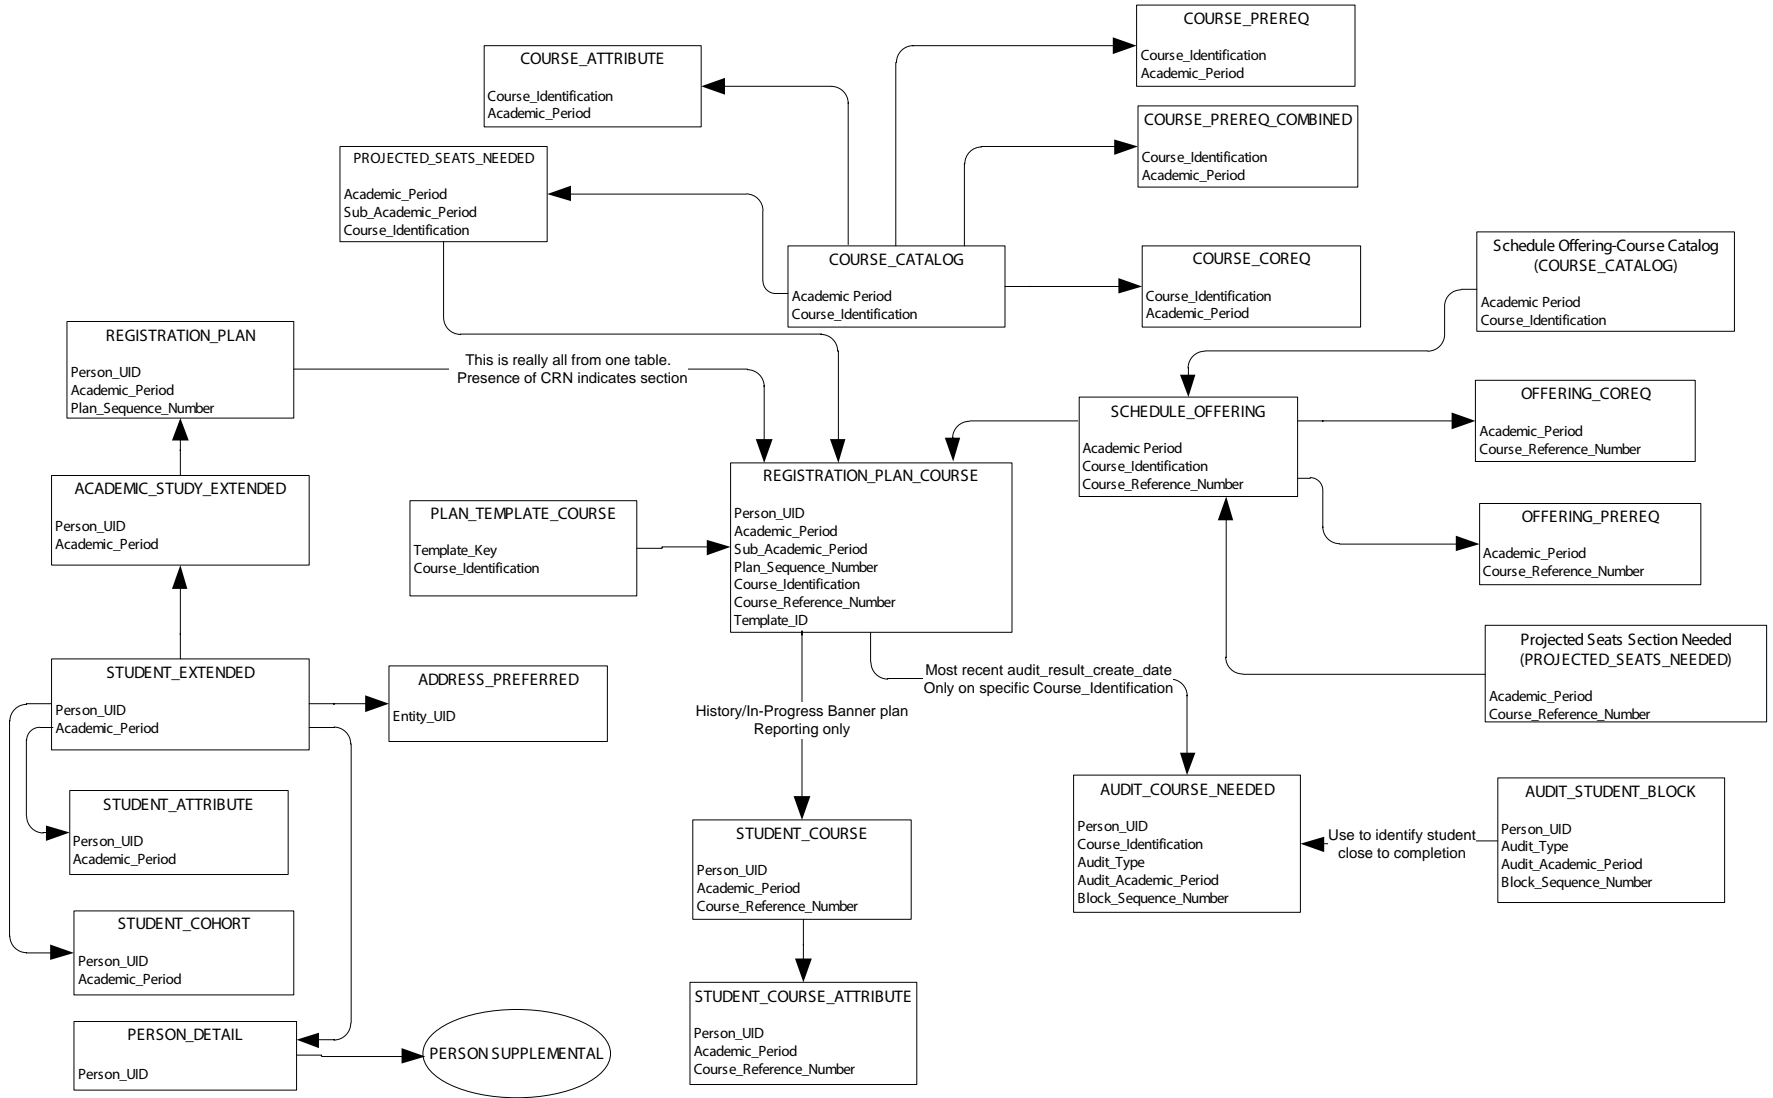 COURSE_PREREQ
Course_Identification
Academic_Period
COURSE_ATTRIBUTE
Course_Identification
Academic_Period
COURSE_PREREQ_COMBINED
Course_Identification
Academic_Period
PROJECTED_SEATS_NEEDED
Academic_Period
Sub_Academic_Period
Course_Identification
COURSE_CATALOG
Academic Period
Course_Identification
COURSE_COREQ
Course_Identification
Academic_Period
Schedule Offering-Course Catalog
(COURSE_CATALOG)
Academic Period
Course_Identification
REGISTRATION_PLAN
Person_UID
Academic_Period
Plan_Sequence_Number
This is really all from one table.
Presence of CRN indicates section
SCHEDULE_OFFERING
Academic Period
Course_Identification
Course_Reference_Number
OFFERING_COREQ
Academic_Period
Course_Reference_Number
ACADEMIC_STUDY_EXTENDED
Person_UID
Academic_Period
PLAN_TEMPLATE_COURSE
Template_Key
Course_Identification
REGISTRATION_PLAN_COURSE
Person_UID
Academic_Period
Sub_Academic_Period
Plan_Sequence_Number
Course_Identification
Course_Reference_Number
Template_ID
OFFERING_PREREQ
Academic_Period
Course_Reference_Number
Projected Seats Section Needed
(PROJECTED_SEATS_NEEDED)
Academic_Period
Course_Reference_Number
STUDENT_EXTENDED
Person_UID
Academic_Period
ADDRESS_PREFERRED
Entity_UID
Most recent audit_result_create_date
Only on specific Course_Identification
History/In-Progress Banner plan
Reporting only
STUDENT_ATTRIBUTE
Person_UID
Academic_Period
STUDENT_COURSE
Person_UID
Academic_Period
Course_Reference_Number
AUDIT_COURSE_NEEDED
Person_UID
Course_Identification
Audit_Type
Audit_Academic_Period
Block_Sequence_Number
Use to identify student
close to completion
AUDIT_STUDENT_BLOCK
Person_UID
Audit_Type
Audit_Academic_Period
Block_Sequence_Number
STUDENT_COHORT
Person_UID
Academic_Period
STUDENT_COURSE_ATTRIBUTE
Person_UID
Academic_Period
Course_Reference_Number
PERSON_DETAIL
Person_UID
PERSON SUPPLEMENTAL